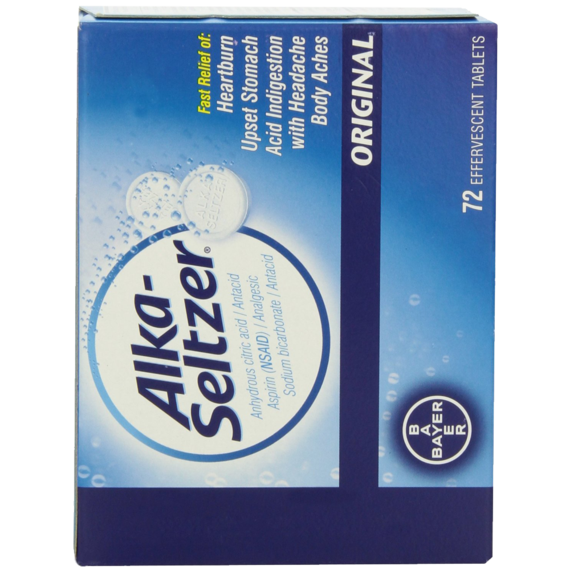 Alka-
Seltzer®
Anhydrous citric acid / Antacid
Aspirin (NSAID) / Analgesic
Sodium bicarbonate / Antacid
Fast Relief of:
Heartburn
Upset Stomach
Acid Indigestion
with Headache
Body Aches
ORIGINAL
BAYER
BAYER
72 EFFERVESCENT TABLETS